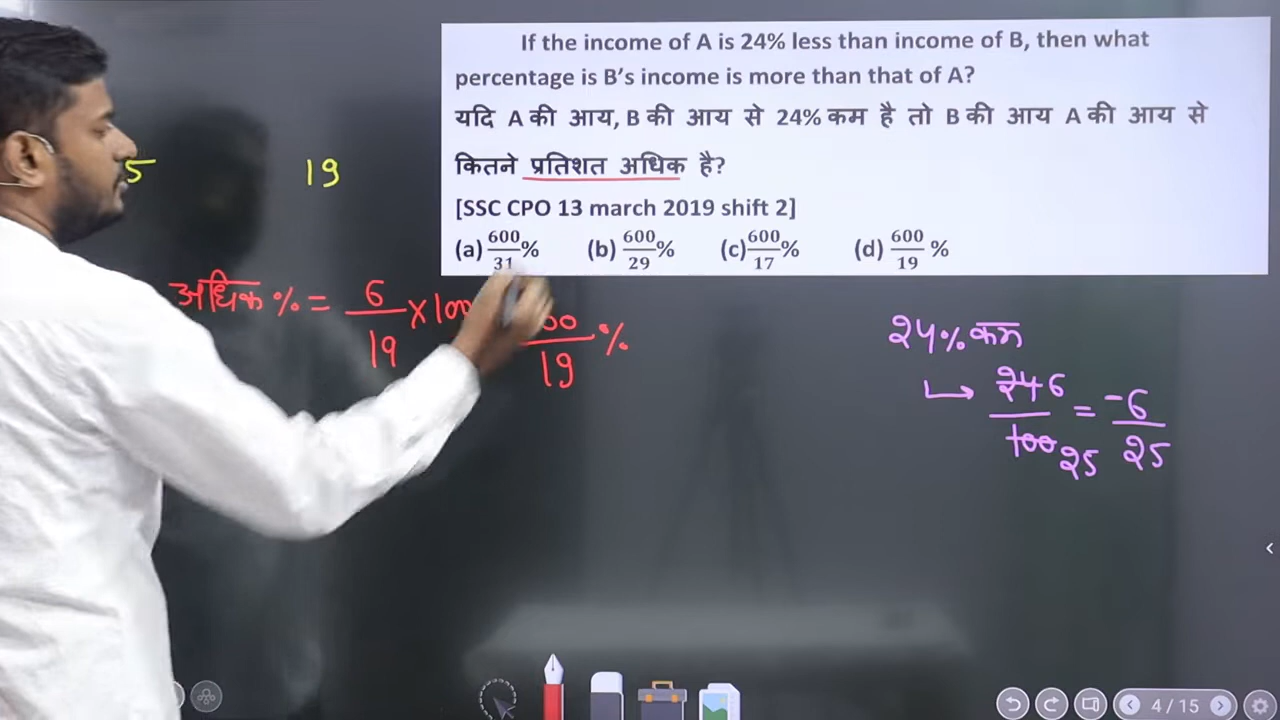 If the income of A is 24% less than income of B, then what
percentage is B's income is more than that of A?
यदि A की आय, B की आय से 24% कम है तो B की आय A की आय से
कितने प्रतिशत अधिक है?
[SSC CPO 13 march 2019 shift 2]
(a) 600/31 % (b) 600/29 % (c) 600/17 % (d) 600/19 %
5 19
अधिक % = 6/19 × 100
00/19 %
24% कम
↳ 24 6 / 100 25 = -6/25
4 / 15